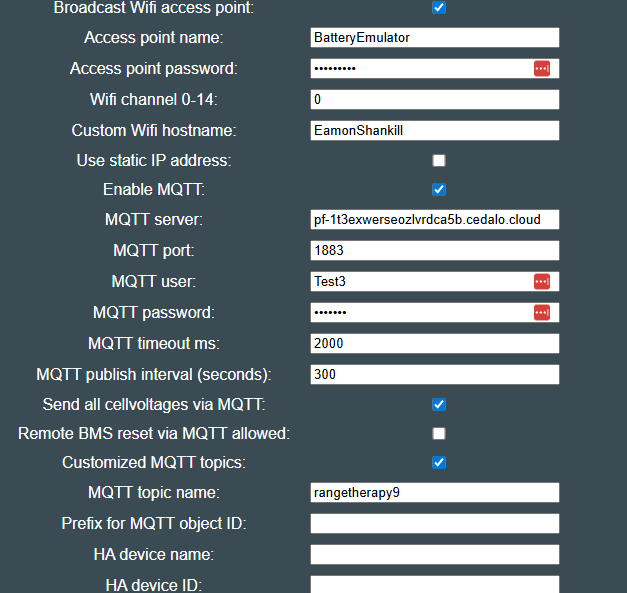 Broadcast Wifi access point:
Access point name: BatteryEmulator
Access point password: •••••••••
Wifi channel 0-14: 0
Custom Wifi hostname: EamonShankill
Use static IP address:
Enable MQTT:
MQTT server: pf-1t3exwerseozlvrdca5b.cedalo.cloud
MQTT port: 1883
MQTT user: Test3
MQTT password: •••••••
MQTT timeout ms: 2000
MQTT publish interval (seconds): 300
Send all cellvoltages via MQTT:
Remote BMS reset via MQTT allowed:
Customized MQTT topics:
MQTT topic name: rangetherapy9
Prefix for MQTT object ID:
HA device name:
HA device ID: